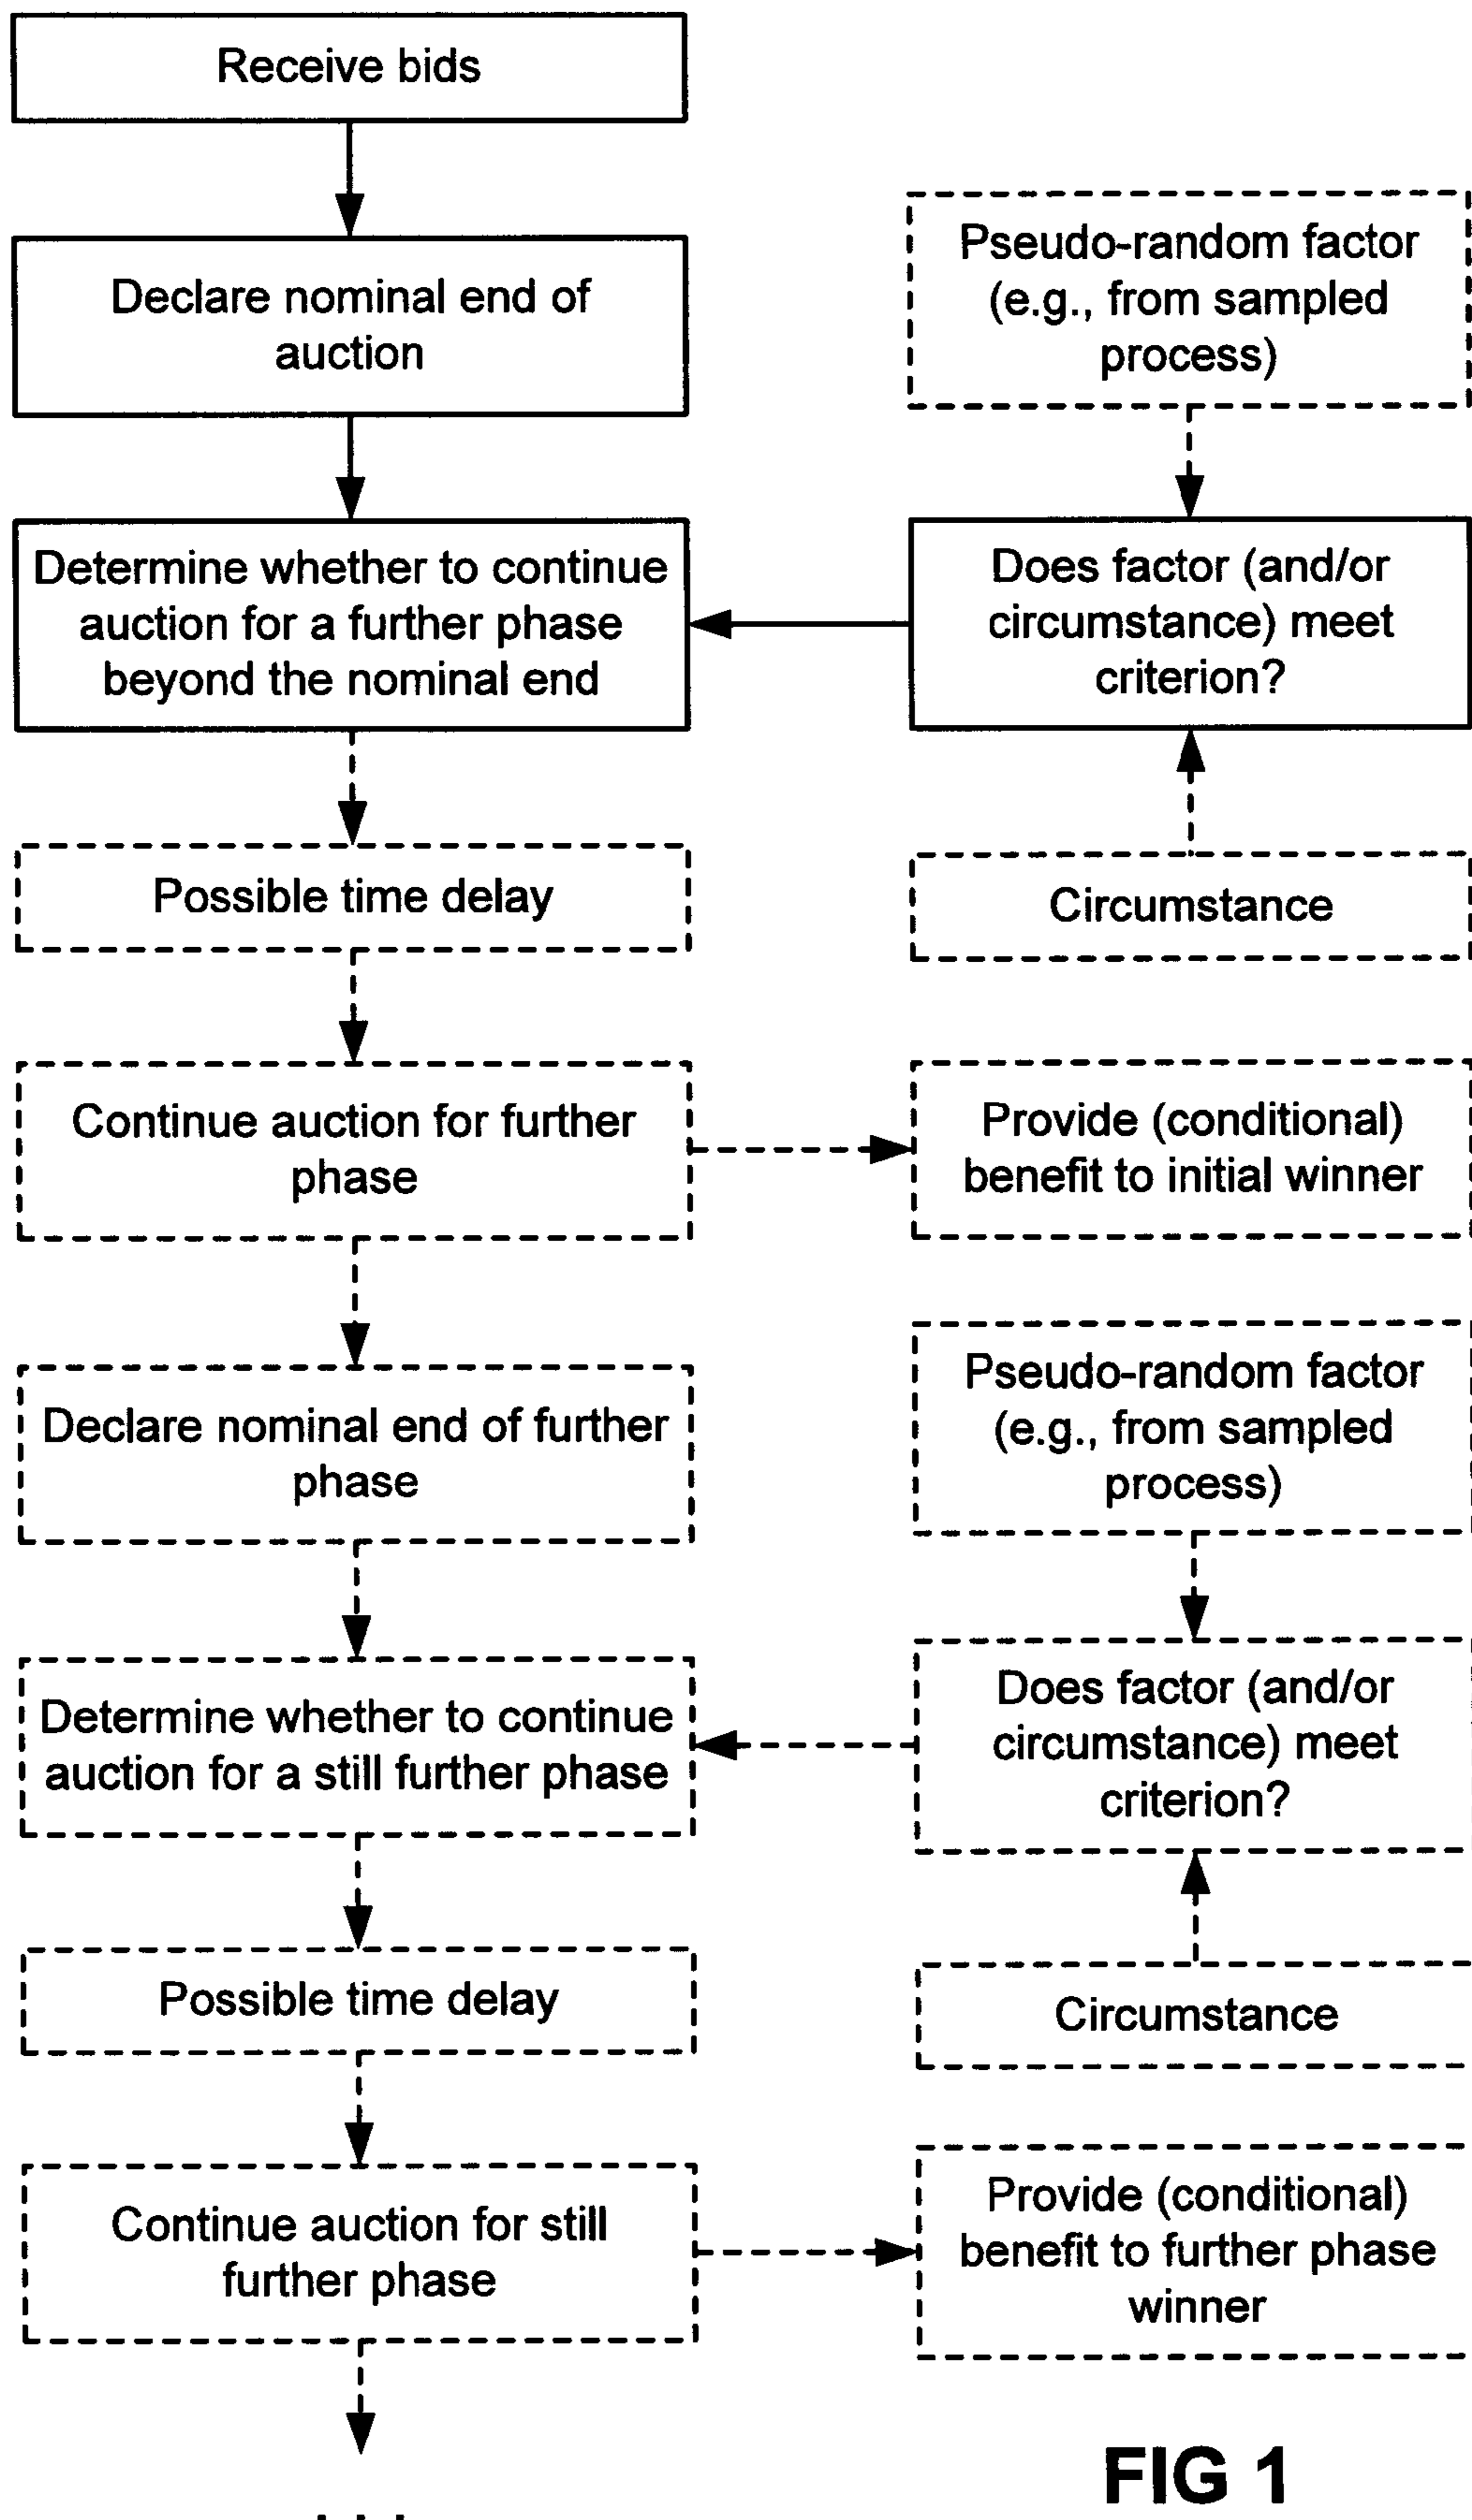 Receive bids
Declare nominal end of
auction
Pseudo-random factor
(e.g., from sampled
process)
Determine whether to continue
auction for a further phase
beyond the nominal end
Does factor (and/or
circumstance) meet
criterion?
Possible time delay
Circumstance
Continue auction for further
phase
Provide (conditional)
benefit to initial winner
Declare nominal end of further
phase
Pseudo-random factor
(e.g., from sampled
process)
Determine whether to continue
auction for a still further phase
Does factor (and/or
circumstance) meet
criterion?
Possible time delay
Circumstance
Continue auction for still
further phase
Provide (conditional)
benefit to further phase
winner
FIG 1